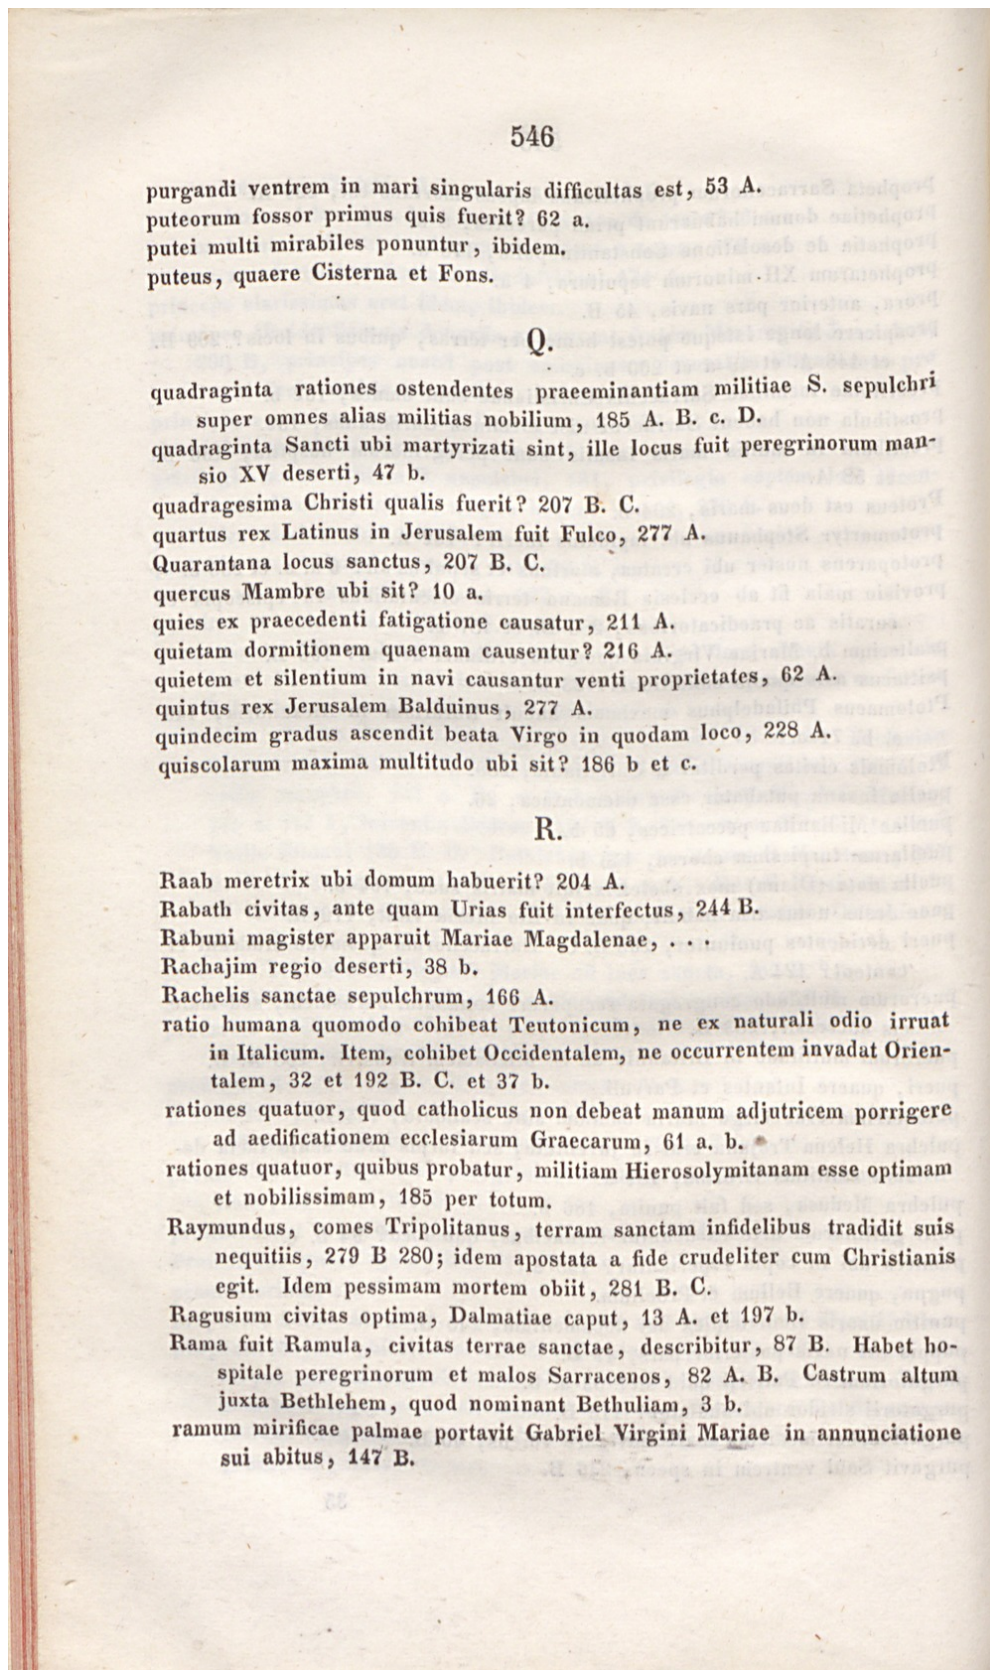 546
purgandi ventrem in mari singularis difficultas est, 53 A.
puteorum fossor primus quis fuerit? 62 a.
putei multi mirabiles ponuntur, ibidem.
puteus, quaere Cisterna et Fons.
Q.
quadraginta rationes ostendentes praeeminantiam militiae S. sepulchri
super omnes alias militias nobilium, 185 A. B. c. D.
quadraginta Sancti ubi martyrizati sint, ille locus fuit peregrinorum man-
sio XV deserti, 47 b.
quadragesima Christi qualis fuerit? 207 B. C.
quartus rex Latinus in Jerusalem fuit Fulco, 277 A.
Quarantana locus sanctus, 207 B. C.
quercus Mambre ubi sit? 10 a.
quies ex praecedenti fatigatione causatur, 211 A.
quietam dormitionem quaenam causentur? 216 A.
quietem et silentium in navi causantur venti proprietates, 62 A.
quintus rex Jerusalem Balduinus, 277 A.
quindecim gradus ascendit beata Virgo in quodam loco, 228 A.
quiscolarum maxima multitudo ubi sit? 186 b et c.
R.
Raab meretrix ubi domum habuerit? 204 A.
Rabath civitas, ante quam Urias fuit interfectus, 244 B.
Rabuni magister apparuit Mariae Magdalenae, . . .
Rachajim regio deserti, 38 b.
Rachelis sanctae sepulchrum, 166 A.
ratio humana quomodo cohibeat Teutonicum, ne ex naturali odio irruat
in Italicum. Item, cohibet Occidentalem, ne occurrentem invadat Orien-
talem, 32 et 192 B. C. et 37 b.
rationes quatuor, quod catholicus non debeat manum adjutricem porrigere
ad aedificationem ecclesiarum Graecarum, 61 a. b.
rationes quatuor, quibus probatur, militiam Hierosolymitanam esse optimam
et nobilissimam, 185 per totum.
Raymundus, comes Tripolitanus, terram sanctam infidelibus tradidit suis
nequitiis, 279 B 280; idem apostata a fide crudeliter cum Christianis
egit. Idem pessimam mortem obiit, 281 B. C.
Ragusium civitas optima, Dalmatiae caput, 13 A. et 197 b.
Rama fuit Ramula, civitas terrae sanctae, describitur, 87 B. Habet ho-
spitale peregrinorum et malos Sarracenos, 82 A. B. Castrum altum
juxta Bethlehem, quod nominant Bethuliam, 3 b.
ramum mirificae palmae portavit Gabriel Virgini Mariae in annunciatione
sui abitus, 147 B.